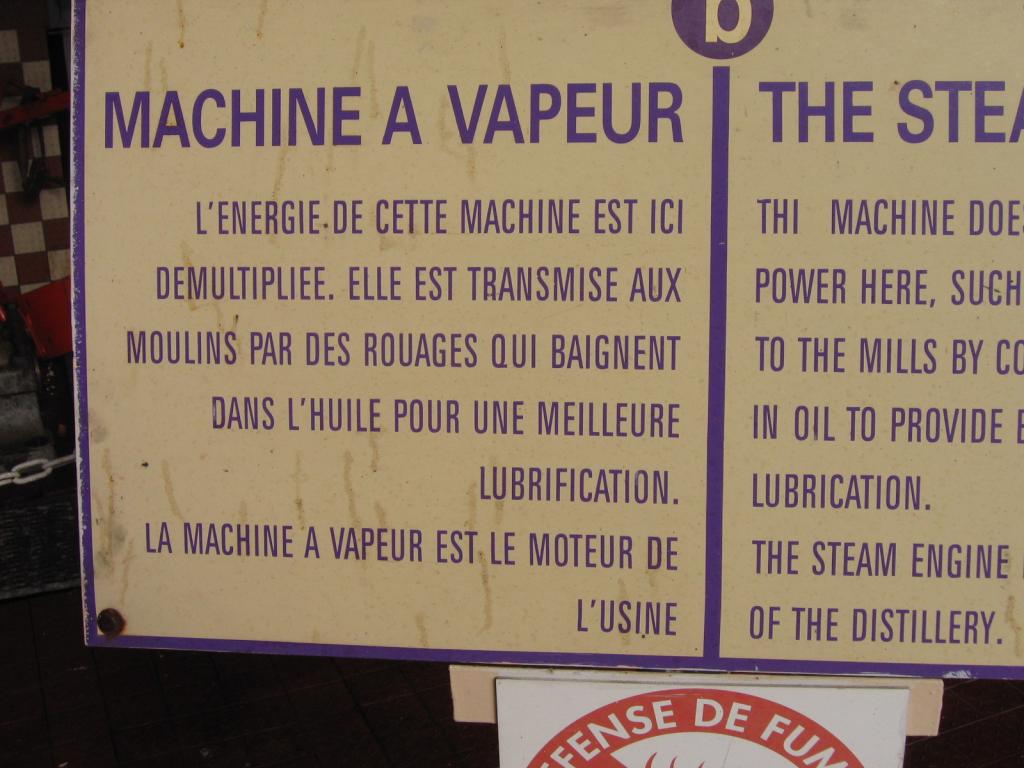 b
MACHINE A VAPEUR
L'ENERGIE DE CETTE MACHINE EST ICI
DEMULTIPLIEE. ELLE EST TRANSMISE AUX
MOULINS PAR DES ROUAGES QUI BAIGNENT
DANS L'HUILE POUR UNE MEILLEURE
LUBRIFICATION.
LA MACHINE A VAPEUR EST LE MOTEUR DE
L'USINE
THE STEA
THI MACHINE DOE
POWER HERE, SUCH
TO THE MILLS BY CO
IN OIL TO PROVIDE
LUBRICATION.
THE STEAM ENGINE
OF THE DISTILLERY.
EFENSE DE FUM